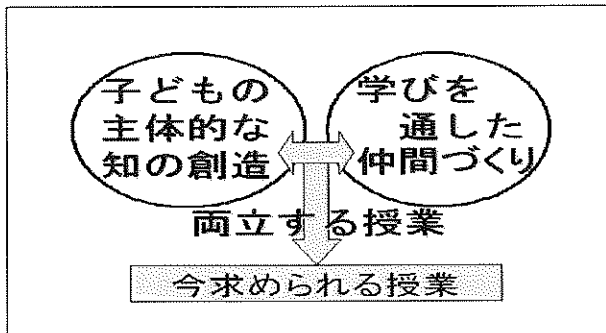 子どもの
主体的な
知の創造
学びを
通した
仲間づくり
両立する授業
今求められる授業